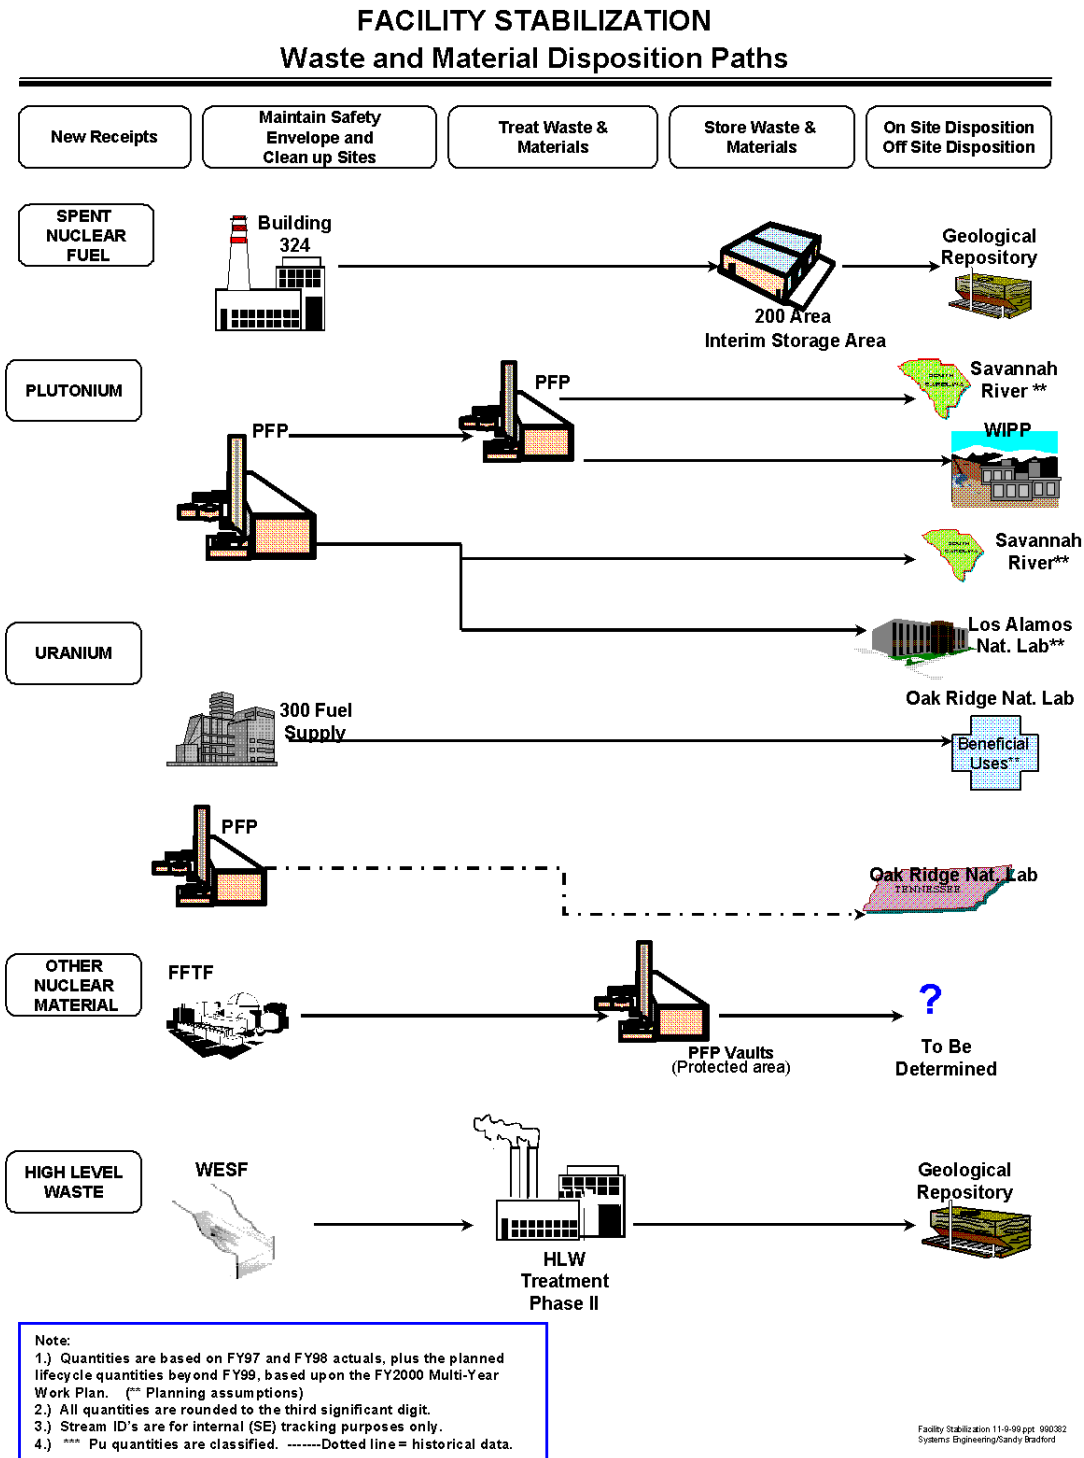 FACILITY STABILIZATION
Waste and Material Disposition Paths
New Receipts
Maintain Safety
Envelope and
Clean up Sites
Treat Waste &
Materials
Store Waste &
Materials
On Site Disposition
Off Site Disposition
SPENT
NUCLEAR
FUEL
Building
324
200 Area
Interim Storage Area
Geological
Repository
PLUTONIUM
PFP
PFP
SOUTH
CAROLINA
Savannah
River **
WIPP
SOUTH
CAROLINA
Savannah
River**
Los Alamos
Nat. Lab**
URANIUM
300 Fuel
Supply
Oak Ridge Nat. Lab
Beneficial
Uses**
PFP
Oak Ridge Nat. Lab
TENNESSEE
OTHER
NUCLEAR
MATERIAL
FFTF
PFP Vaults
(Protected area)
?
To Be
Determined
HIGH LEVEL
WASTE
WESF
HLW
Treatment
Phase II
Geological
Repository
Note:
1.) Quantities are based on FY97 and FY98 actuals, plus the planned
lifecycle quantities beyond FY99, based upon the FY2000 Multi-Year
Work Plan. (** Planning assumptions)
2.) All quantities are rounded to the third significant digit.
3.) Stream ID's are for internal (SE) tracking purposes only.
4.) *** Pu quantities are classified. -------Dotted line = historical data.
Facility Stabilization 11-9-99.ppt 990382
Systems Engineering/Sandy Bradford